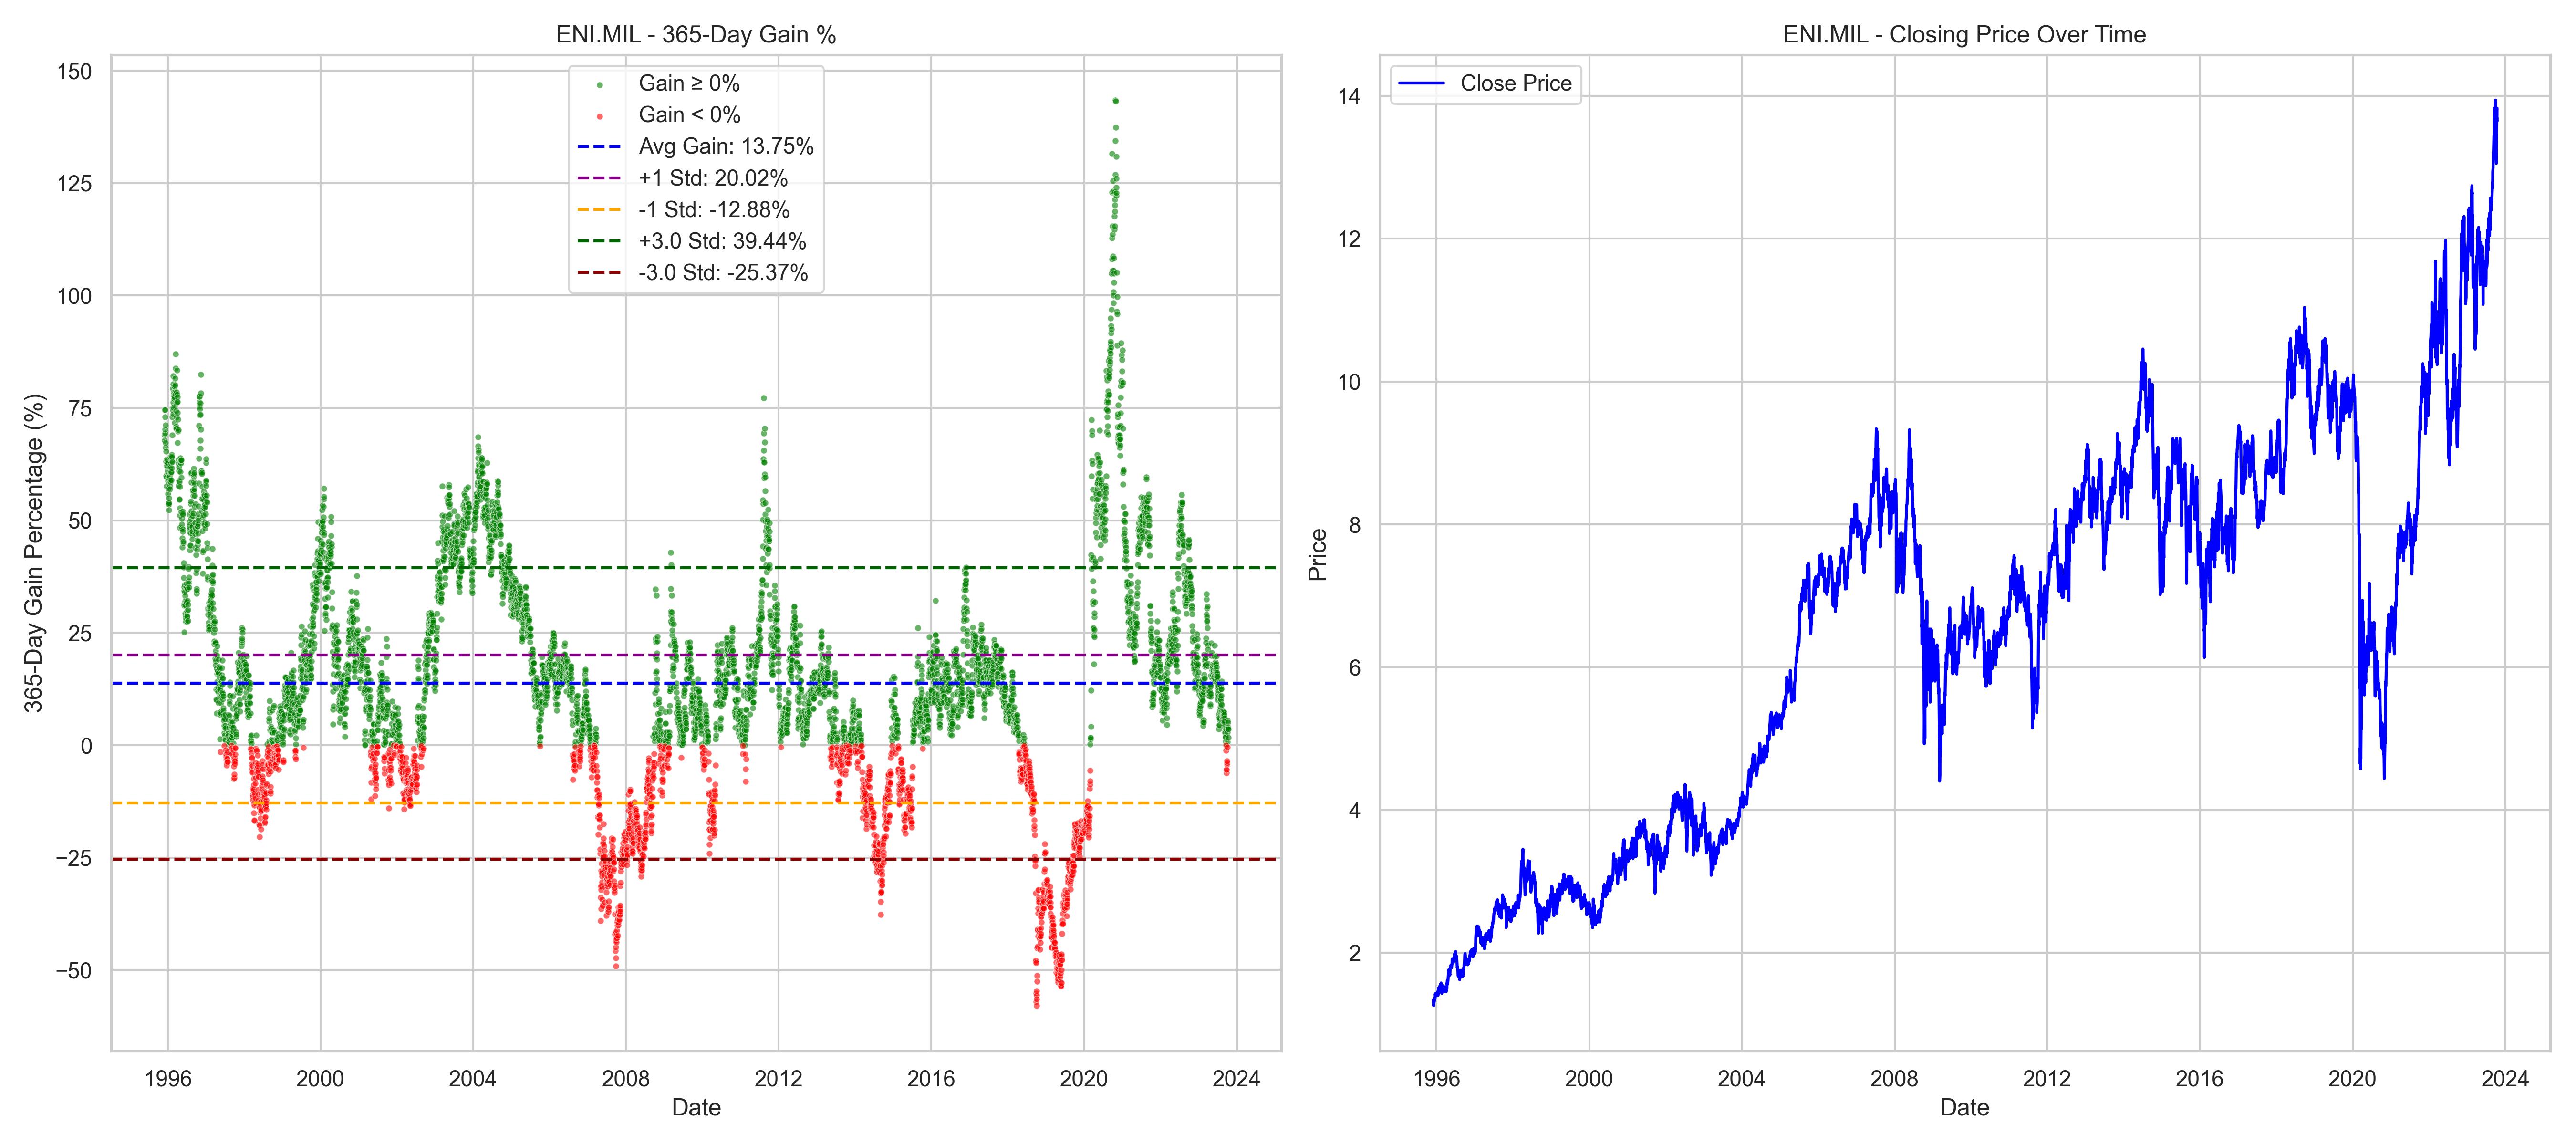 ENI.MIL - 365-Day Gain %
150
125
100
75
50
25
0
−25
−50
365-Day Gain Percentage (%)
Gain ≥ 0%
Gain < 0%
Avg Gain: 13.75%
+1 Std: 20.02%
-1 Std: -12.88%
+3.0 Std: 39.44%
-3.0 Std: -25.37%
1996 2000 2004 2008 2012 2016 2020 2024
Date
ENI.MIL - Closing Price Over Time
Close Price
14
12
10
8
6
4
2
Price
1996 2000 2004 2008 2012 2016 2020 2024
Date